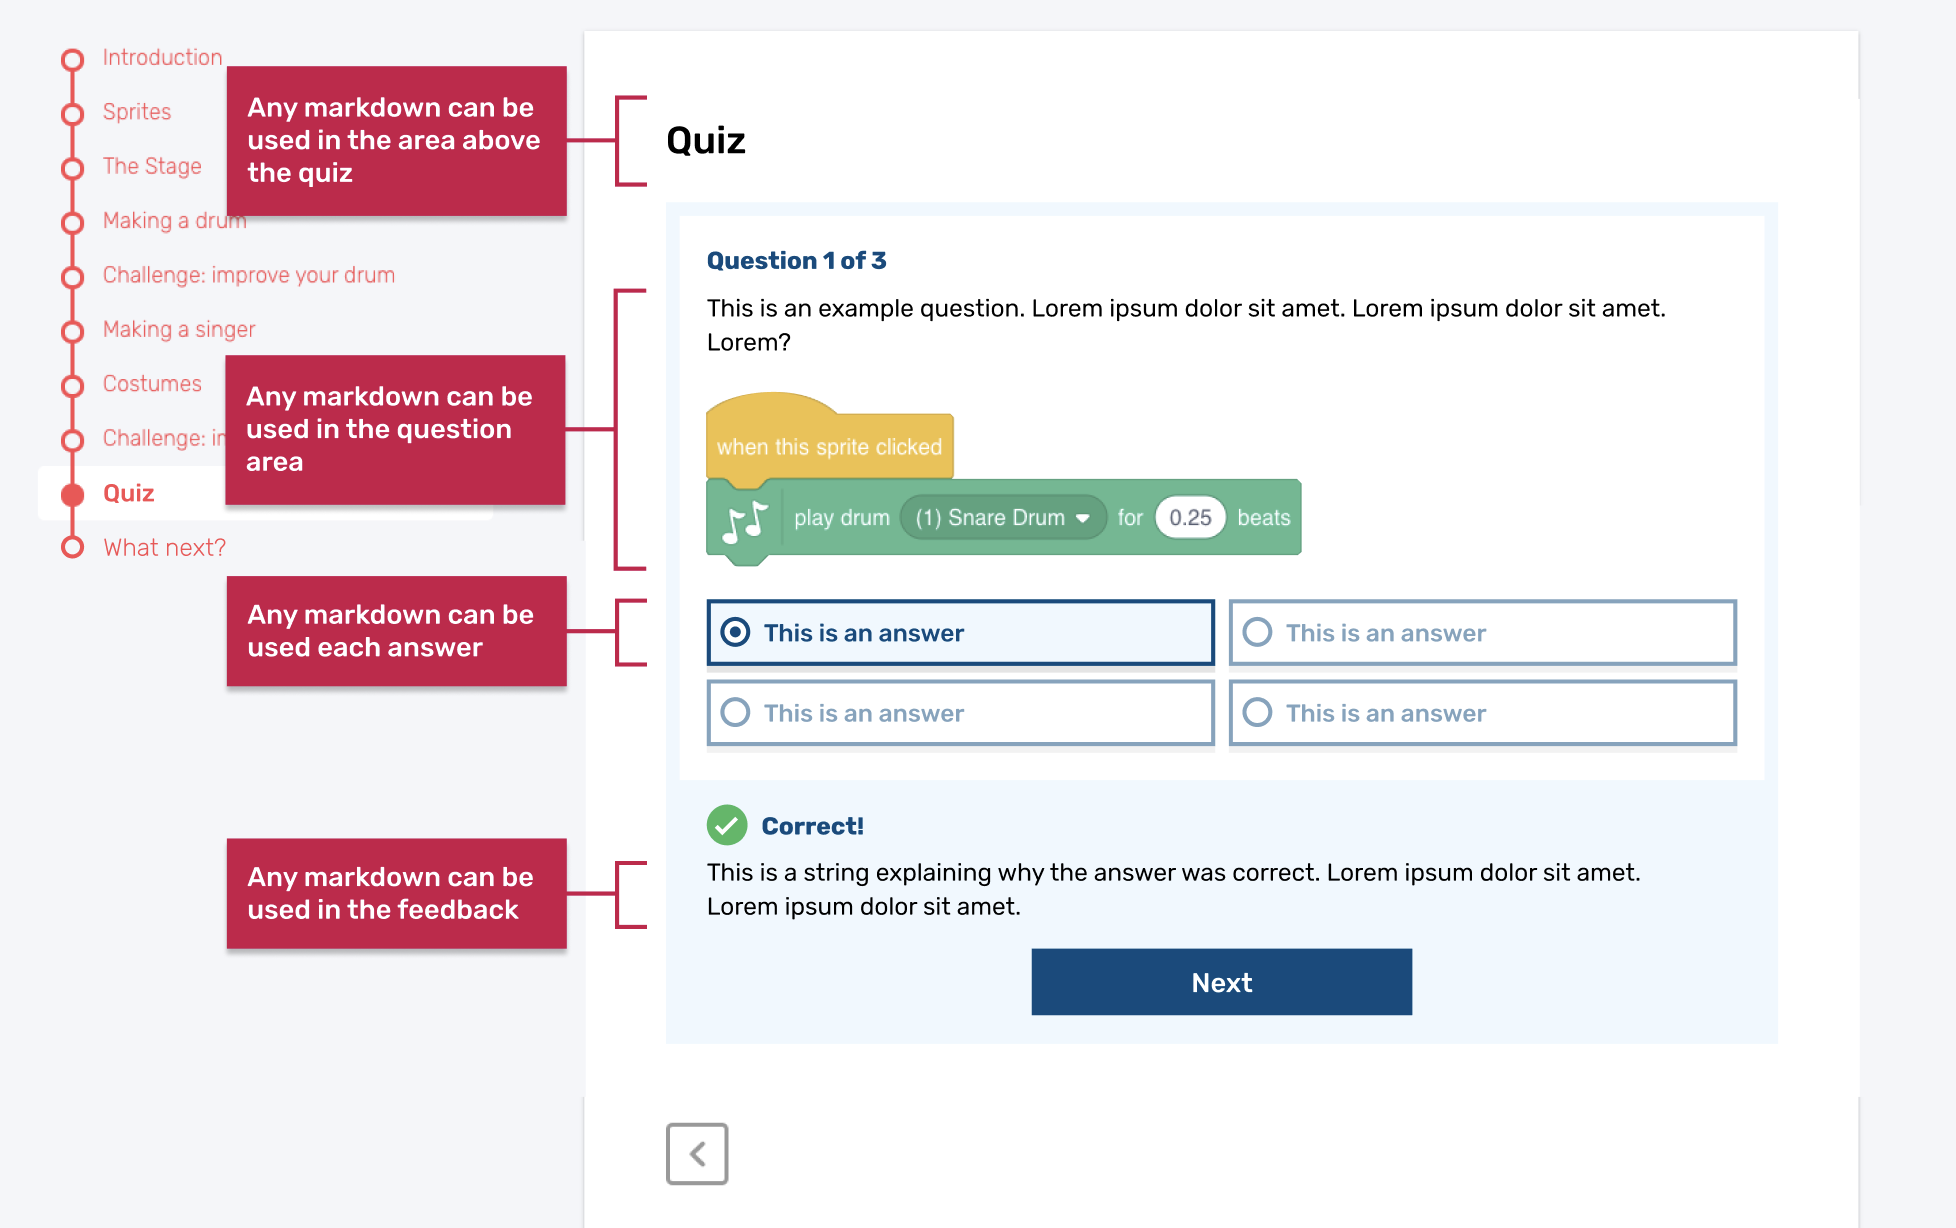 Introduction
Sprites
The Stage
Making a drum
Challenge: improve your drum
Making a singer
Costumes
Challenge: in
Quiz
What next?
Any markdown can be
used in the area above
the quiz
Any markdown can be
used in the question
area
Any markdown can be
used each answer
Any markdown can be
used in the feedback
Quiz
Question 1 of 3
This is an example question. Lorem ipsum dolor sit amet. Lorem ipsum dolor sit amet.
Lorem?
when this sprite clicked
play drum (1) Snare Drum for 0.25 beats
This is an answer
This is an answer
This is an answer
This is an answer
Correct!
This is a string explaining why the answer was correct. Lorem ipsum dolor sit amet.
Lorem ipsum dolor sit amet.
Next